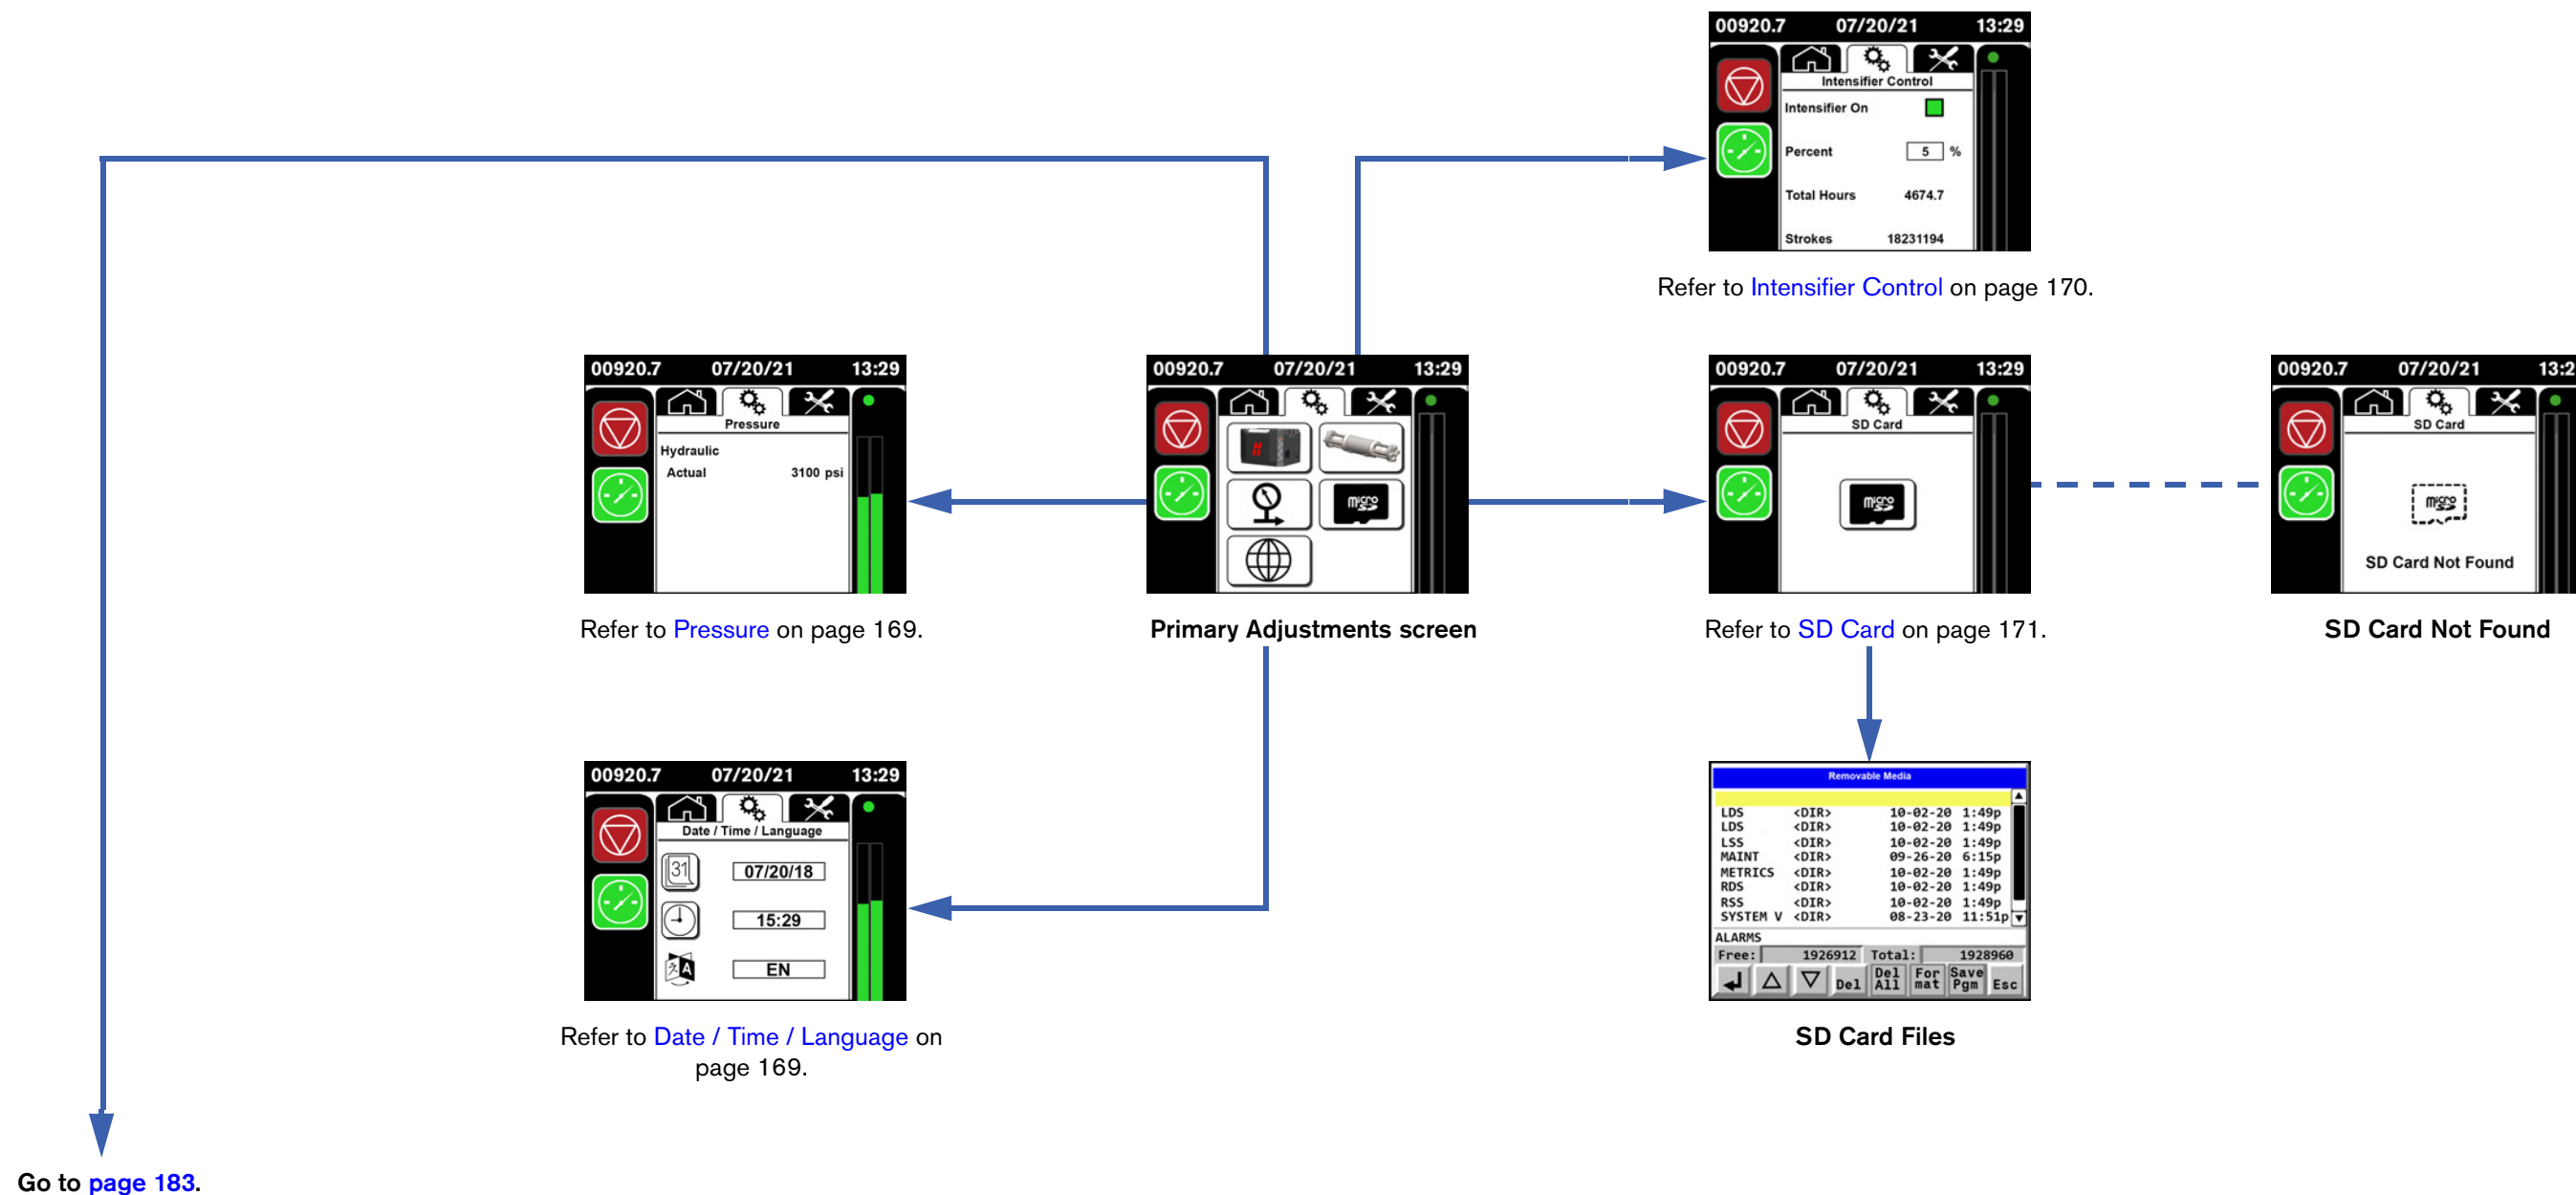 00920.7 07/20/21 13:29
Intensifier Control
Intensifier On
Percent 5 %
Total Hours 4674.7
Strokes 18231194
Refer to Intensifier Control on page 170.
00920.7 07/20/21 13:29
Pressure
Hydraulic
Actual 3100 psi
Refer to Pressure on page 169.
00920.7 07/20/21 13:29
micro
Primary Adjustments screen
00920.7 07/20/21 13:29
SD Card
micro
Refer to SD Card on page 171.
00920.7 07/20/21 13:2
SD Card
micro
SD Card Not Found
SD Card Not Found
00920.7 07/20/21 13:29
Date / Time / Language
31 07/20/18
15:29
A EN
Refer to Date / Time / Language on
page 169.
Removable Media
LDS <DIR> 10-02-20 1:49p
LDS <DIR> 10-02-20 1:49p
LSS <DIR> 10-02-20 1:49p
MAINT <DIR> 09-26-20 6:15p
METRICS <DIR> 10-02-20 1:49p
RDS <DIR> 10-02-20 1:49p
RSS <DIR> 10-02-20 1:49p
SYSTEM V <DIR> 08-23-20 11:51p
ALARMS
Free: 1926912 Total: 1928960
Del Del All For mat Save Pgm Esc
SD Card Files
Go to page 183.